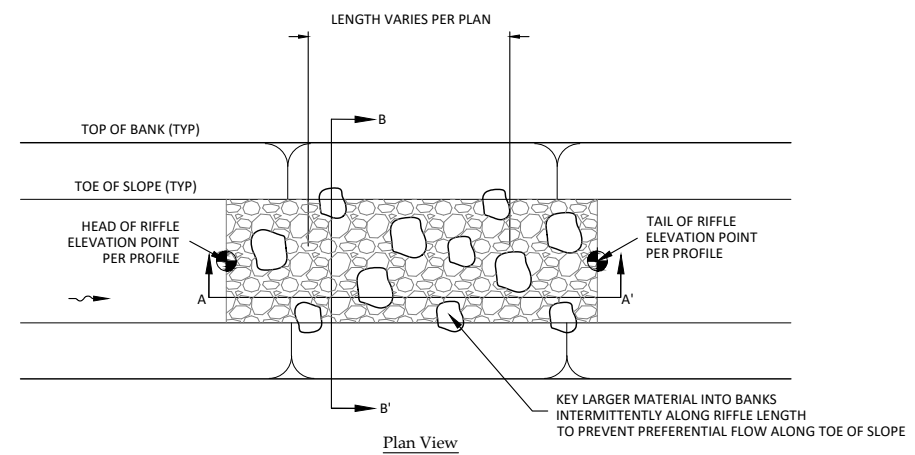 LENGTH VARIES PER PLAN
B
TOP OF BANK (TYP)
TOE OF SLOPE (TYP)
HEAD OF RIFFLE
ELEVATION POINT
PER PROFILE
TAIL OF RIFFLE
ELEVATION POINT
PER PROFILE
A
A'
B'
KEY LARGER MATERIAL INTO BANKS
INTERMITTENTLY ALONG RIFFLE LENGTH
TO PREVENT PREFERENTIAL FLOW ALONG TOE OF SLOPE
Plan View